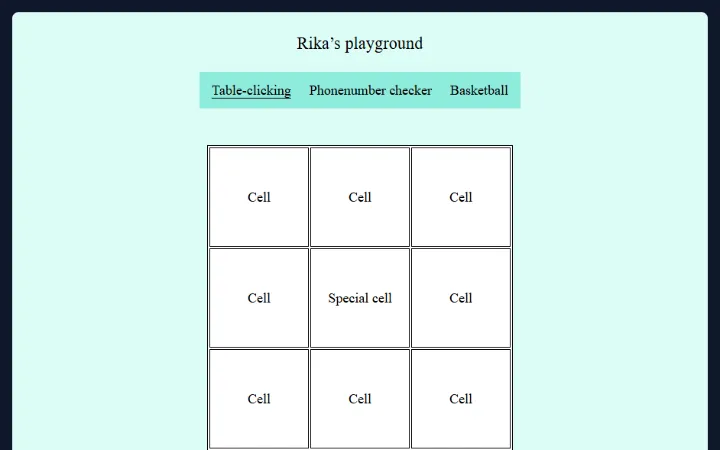 Rika’s playground
Table-clicking Phonenumber checker Basketball
Cell Cell Cell
Cell Special cell Cell
Cell Cell Cell